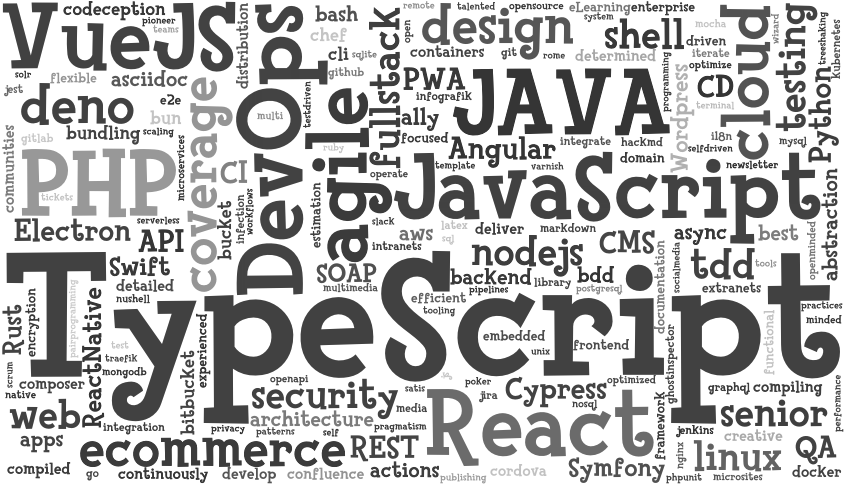 codeception
pioneer
teams
VueJS
solr
flexible
asciidoc
jest
deno
e2e
bun
bundling
scaling
gitlab
communities
PHP
tickets
microservices
coverage
distribution
DevOps
multi
testdriven
bash
chef
cli
sqlite
github
agile
ruby
fullstack
remote
open
talented
opensource
eLearning
enterprise
system
design
containers
git
rome
determined
shell
driven
mocha
iterate
optimize
wizard
cloud
testing
treeshaking
kubernetes
PWA
infografik
JAVA
programming
Wordpress
CD
terminal
Python
ally
focused
Angular
integrate
hackmd
domain
i18n
selfdriven
mysql
newsletter
template
varnish
operate
JavaScript
abstraction
CI
bucket
infection
workflows
estimation
serverless
Electron
API
Swift
detailed
nushell
slack
aws
latex
sql
deliver
markdown
intranets
nodejs
CMS
async
best
openminded
SOAP
multimedia
backend
pipelines
library
bdd
postgresql
documentation
socialmedia
tdd
tools
extranets
efficient
tooling
TypeScript
Rust
encryption
pairprogramming
ReactNative
test
traefik
mongodb
experienced
bitbucket
embedded
unix
frontend
ghostinspector
functional
practices
minded
scrum
native
composer
web
apps
integration
openapi
security
architecture
privacy
patterns
self
satis
media
pragmatism
poker
jira
Cypress
nosql
optimized
framework
graphql
compiling
performance
senior
jenkins
creative
ecommerce
REST
React
nginx
linux
QA
compiled
go
continuously
develop
confluence
actions
publishing
cordova
Symfony
phpunit
microsites
docker